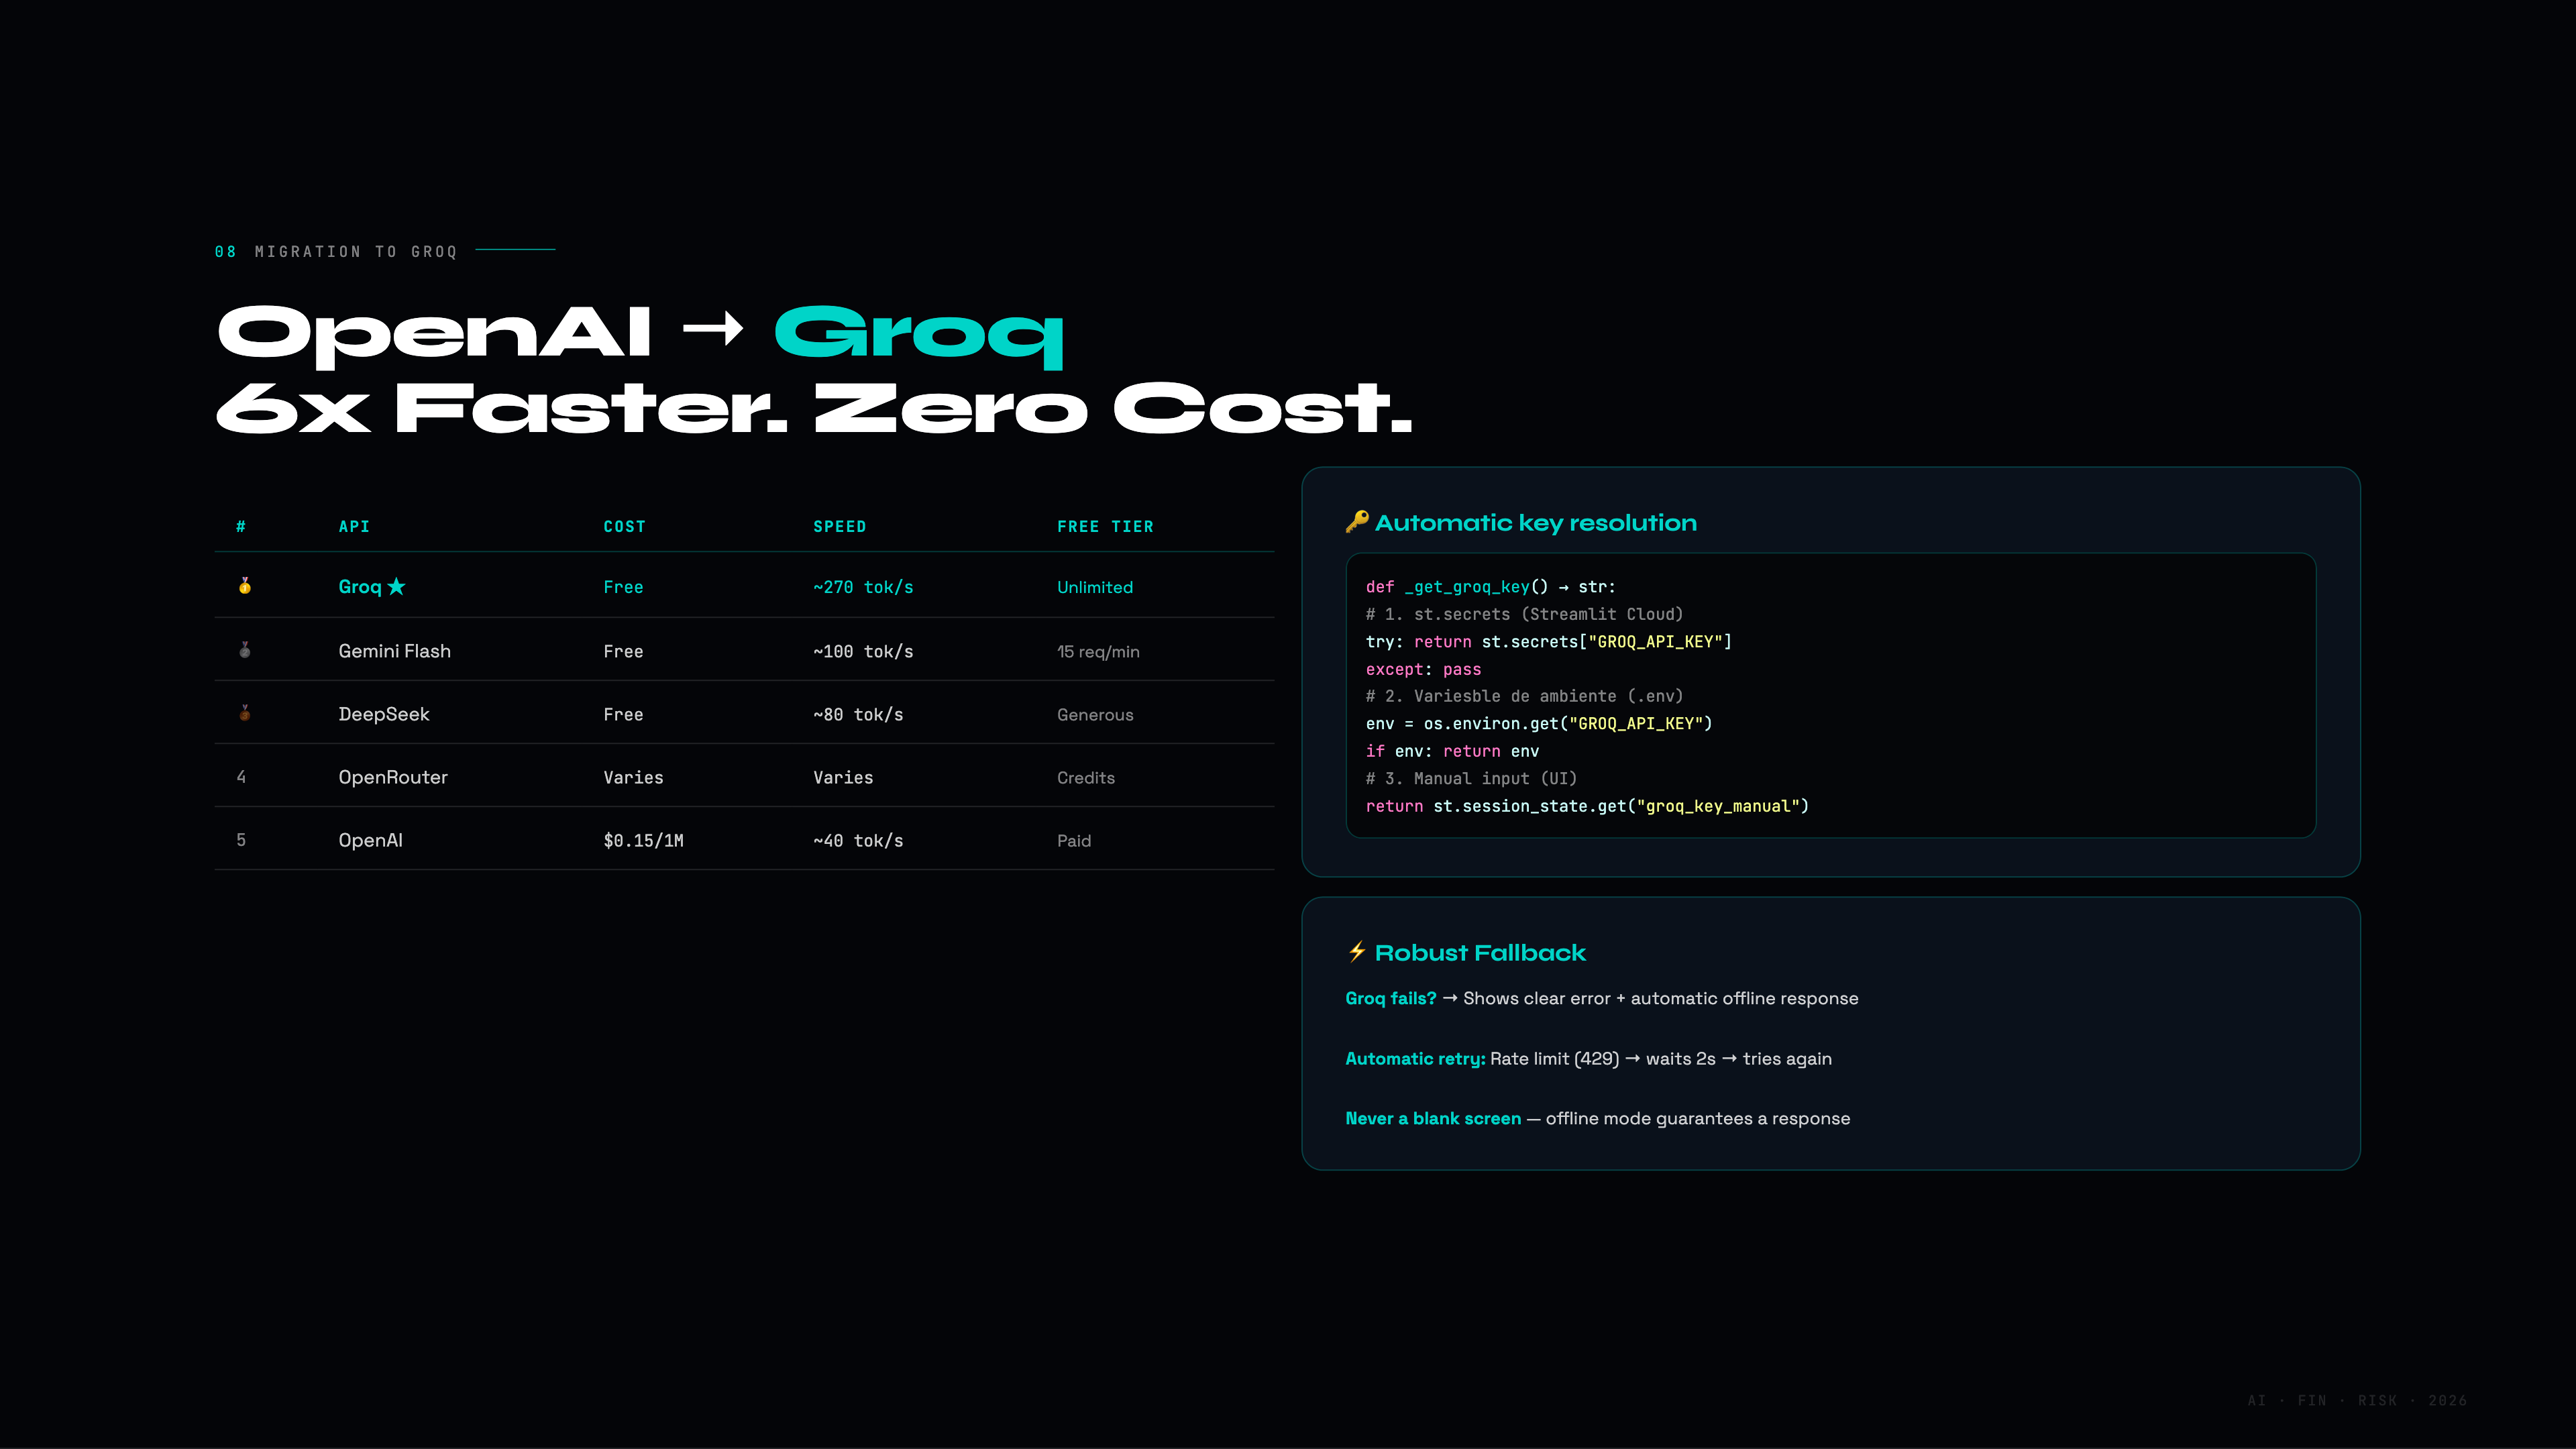 08 MIGRATION TO GROQ
OpenAI → Groq
6x Faster. Zero Cost.
# API COST SPEED FREE TIER
🥇 Groq ★ Free ~270 tok/s Unlimited
🥈 Gemini Flash Free ~100 tok/s 15 req/min
🥉 DeepSeek Free ~80 tok/s Generous
4 OpenRouter Varies Varies Credits
5 OpenAI $0.15/1M ~40 tok/s Paid
🔑 Automatic key resolution
def _get_groq_key() → str:
# 1. st.secrets (Streamlit Cloud)
try: return st.secrets["GROQ_API_KEY"]
except: pass
# 2. Variesble de ambiente (.env)
env = os.environ.get("GROQ_API_KEY")
if env: return env
# 3. Manual input (UI)
return st.session_state.get("groq_key_manual")
⚡ Robust Fallback
Groq fails? → Shows clear error + automatic offline response
Automatic retry: Rate limit (429) → waits 2s → tries again
Never a blank screen — offline mode guarantees a response
AI · FIN · RISK · 2026